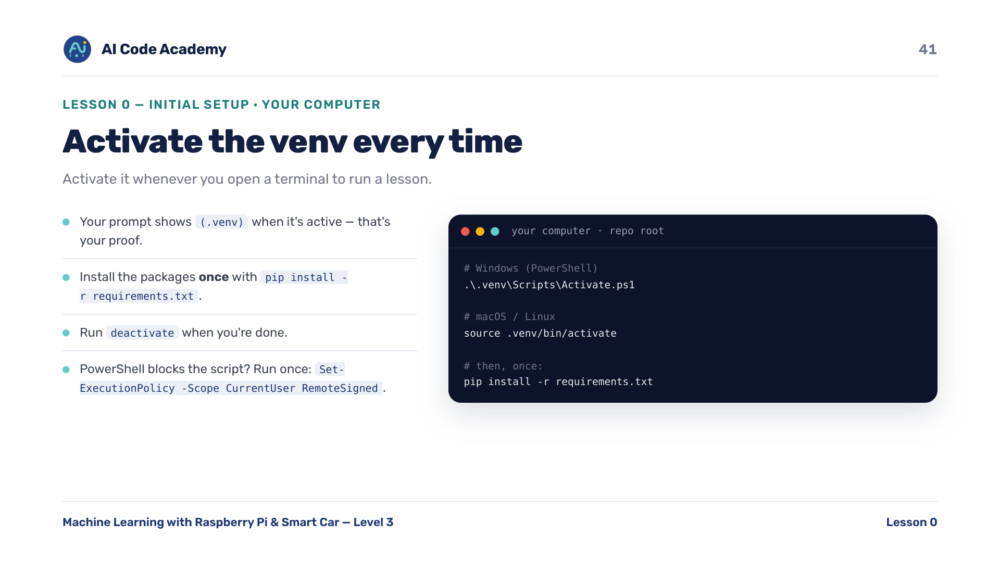 AI Code Academy
41
LESSON 0 — INITIAL SETUP · YOUR COMPUTER
Activate the venv every time
Activate it whenever you open a terminal to run a lesson.
Your prompt shows (.venv) when it's active — that's
your proof.
Install the packages once with pip install -
r requirements.txt.
Run deactivate when you're done.
PowerShell blocks the script? Run once: Set-
ExecutionPolicy -Scope CurrentUser RemoteSigned.
your computer · repo root
# Windows (PowerShell)
.\.venv\Scripts\Activate.ps1
# macOS / Linux
source .venv/bin/activate
# then, once:
pip install -r requirements.txt
Machine Learning with Raspberry Pi & Smart Car — Level 3
Lesson 0